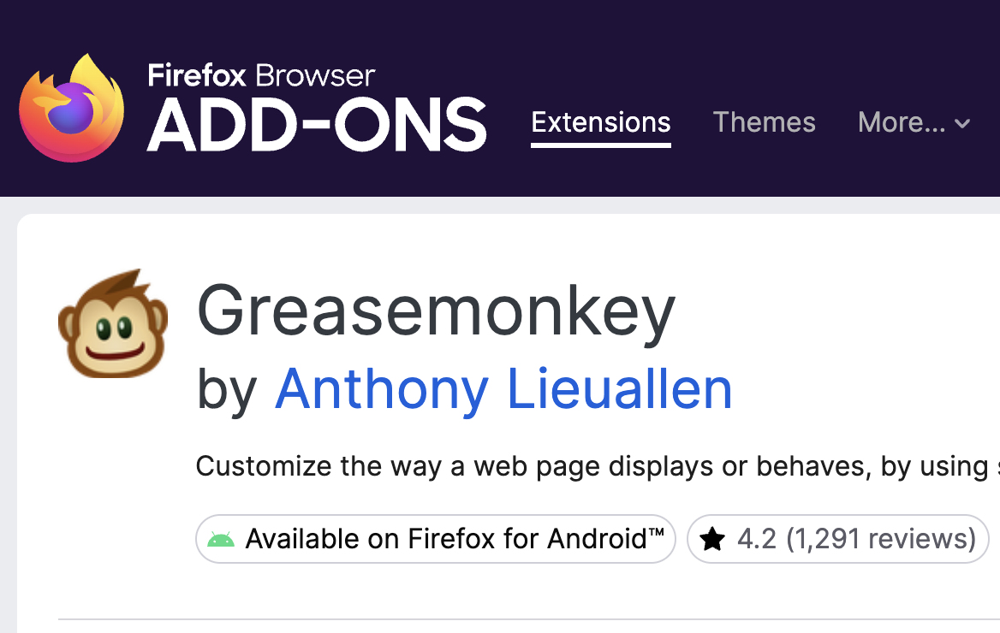 Firefox Browser
ADD-ONS
Extensions
Themes
More...
Greasemonkey
by Anthony Lieuallen
Customize the way a web page displays or behaves, by using
Available on Firefox for Android™
4.2 (1,291 reviews)